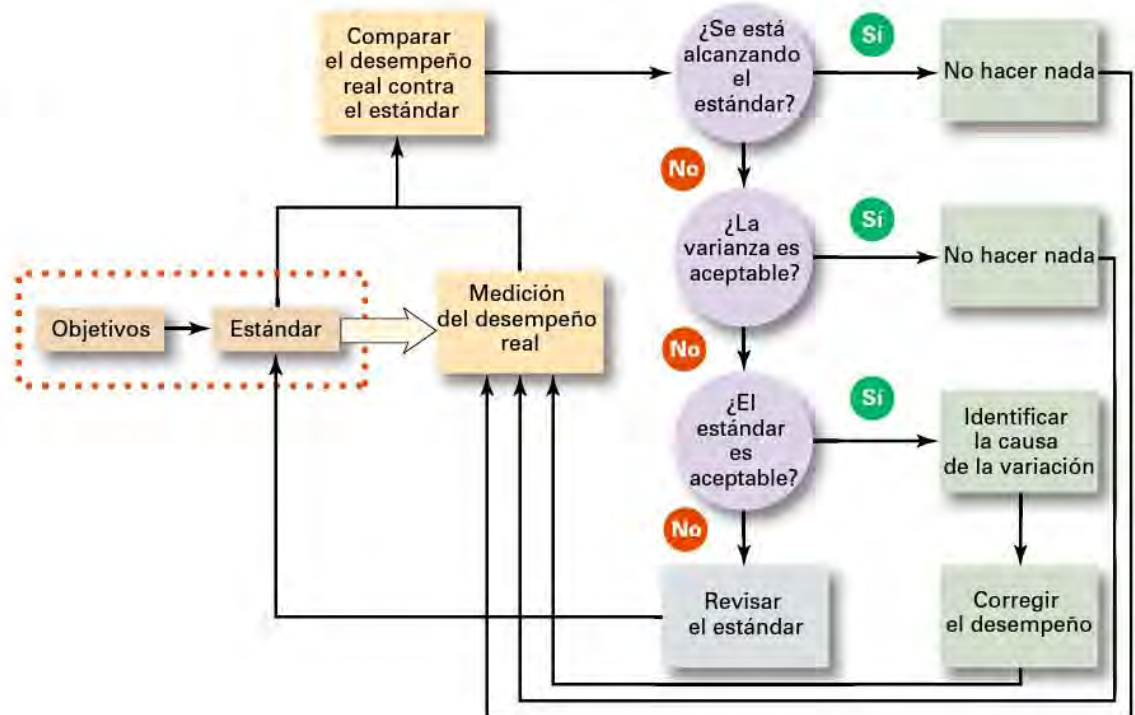 Comparar
el desempeño
real contra
el estándar
¿Se está
alcanzando
el
estándar?
Sí
No hacer nada
No
¿La
varianza es
aceptable?
Sí
No hacer nada
Objetivos
Estándar
Medición
del desempeño
real
No
¿El
estándar
es
aceptable?
Sí
Identificar
la causa
de la variación
No
Revisar
el estándar
Corregir
el desempeño